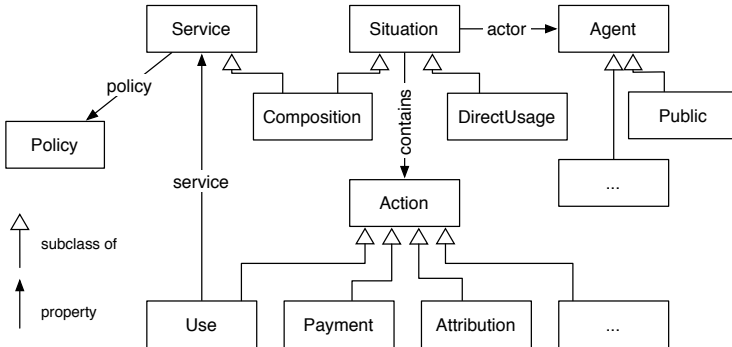 Service
Situation
actor
Agent
policy
Composition
DirectUsage
Public
contains
Policy
service
...
Action
subclass of
property
Use
Payment
Attribution
...